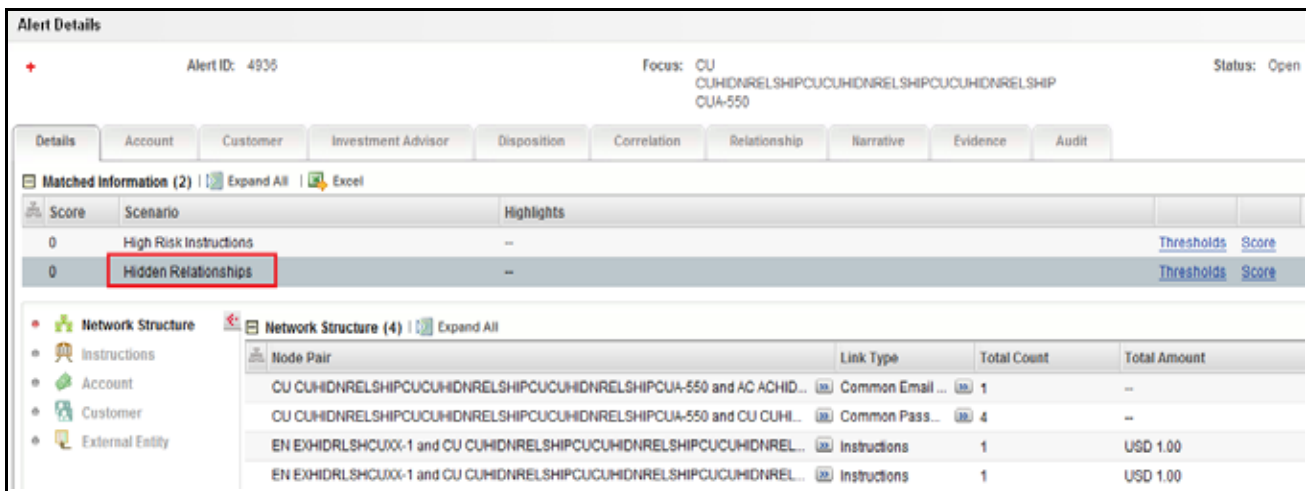 Alert Details
Alert ID: 4936 Focus: CU Status: Open
CUHIDNRELSHIPCUCUHIDNRELSHIPCUCUHIDNRELSHIP
CUA-550
Details Account Customer Investment Advisor Disposition Correlation Relationship Narrative Evidence Audit
Matched Information (2) | Expand All | Excel
Score Scenario Highlights
0 High Risk Instructions -- Thresholds Score
0 Hidden Relationships -- Thresholds Score
Network Structure
Instructions
Account
Customer
External Entity
Network Structure (4) | Expand All
Node Pair Link Type Total Count Total Amount
CU CUHIDNRELSHIPCUCUHIDNRELSHIPCUCUHIDNRELSHIPCUA-550 and AC ACHID... Common Email ... 1 --
CU CUHIDNRELSHIPCUCUHIDNRELSHIPCUCUHIDNRELSHIPCUA-550 and CU CUHI... Common Pass... 4 --
EN EXHIDRLSHCUXX-1 and CU CUHIDNRELSHIPCUCUHIDNRELSHIPCUCUHIDNREL... Instructions 1 USD 1.00
EN EXHIDRLSHCUXX-1 and CU CUHIDNRELSHIPCUCUHIDNRELSHIPCUCUHIDNREL... Instructions 1 USD 1.00